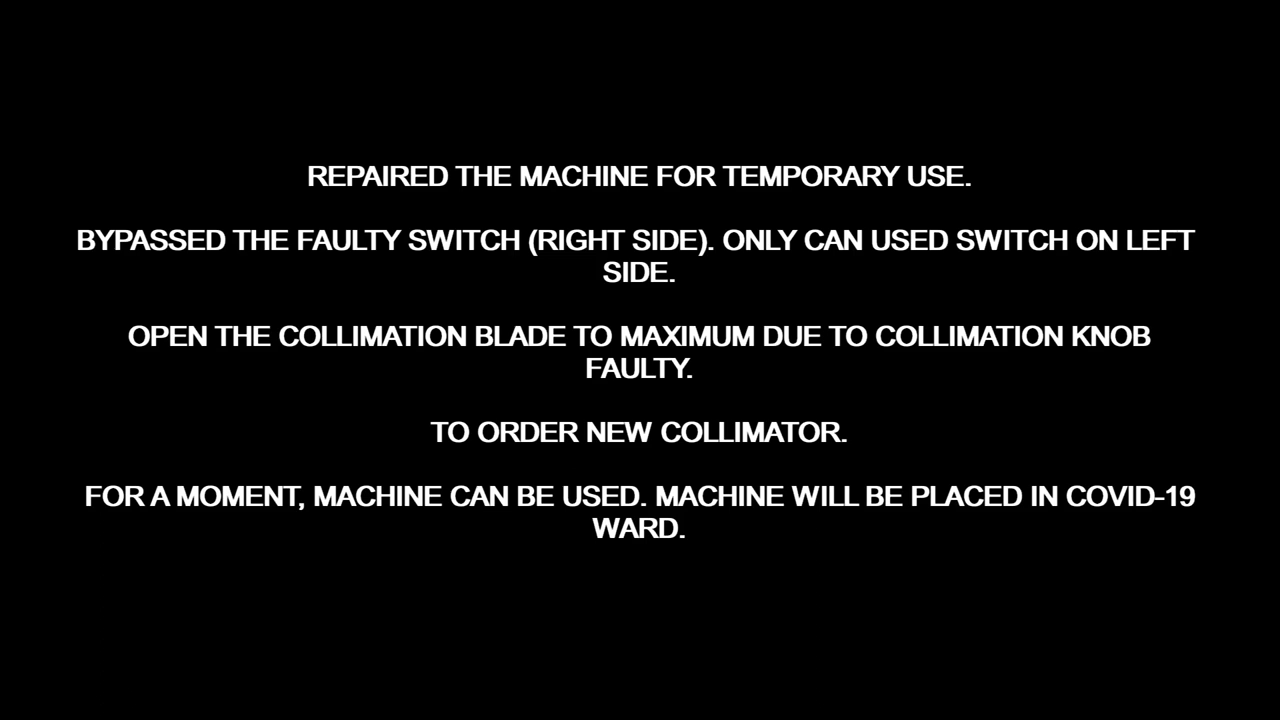 REPAIRED THE MACHINE FOR TEMPORARY USE.
BYPASSED THE FAULTY SWITCH (RIGHT SIDE). ONLY CAN USED SWITCH ON LEFT
SIDE.
OPEN THE COLLIMATION BLADE TO MAXIMUM DUE TO COLLIMATION KNOB
FAULTY.
TO ORDER NEW COLLIMATOR.
FOR A MOMENT, MACHINE CAN BE USED. MACHINE WILL BE PLACED IN COVID-19
WARD.